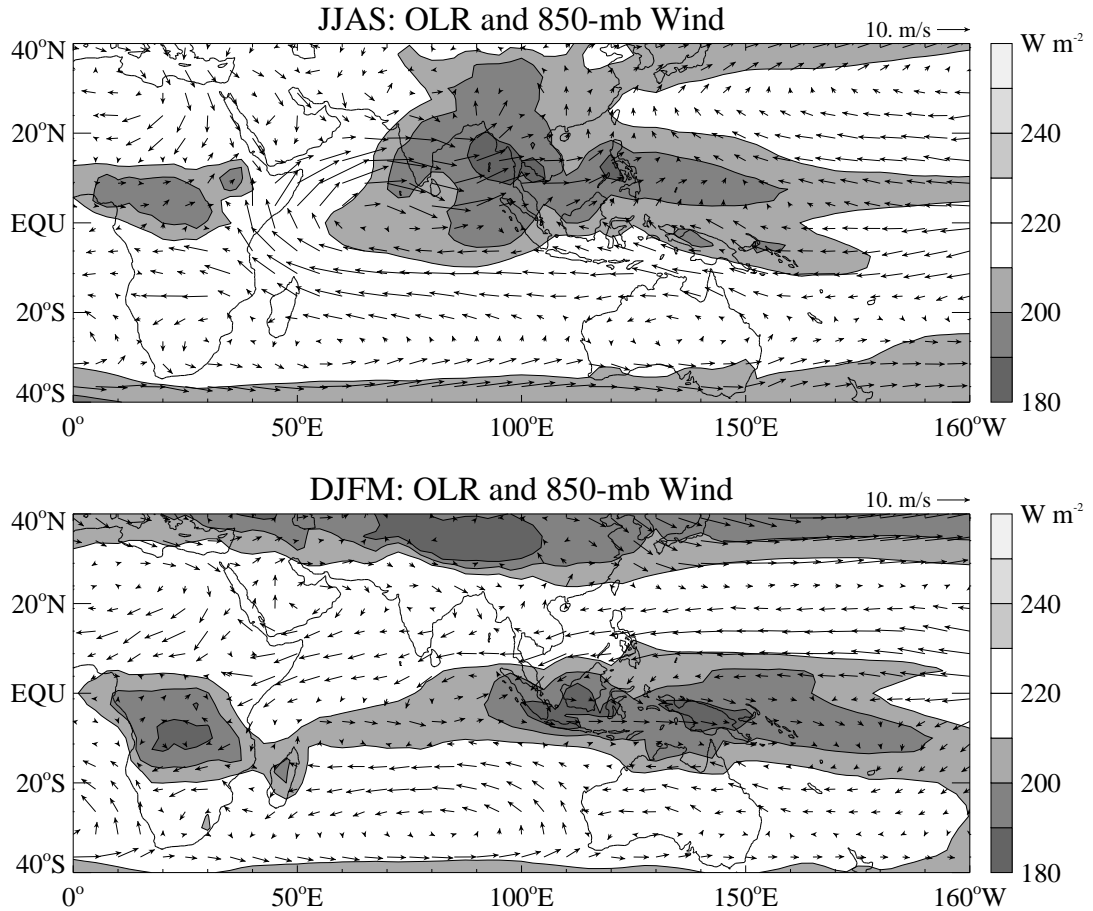 JJAS: OLR and 850-mb Wind
10. m/s
W m-2
40°N
20°N
EQU
20°S
40°S
240
220
200
180
0°
50°E
100°E
150°E
160°W
DJFM: OLR and 850-mb Wind
10. m/s
W m-2
40°N
20°N
EQU
20°S
40°S
240
220
200
180
0°
50°E
100°E
150°E
160°W